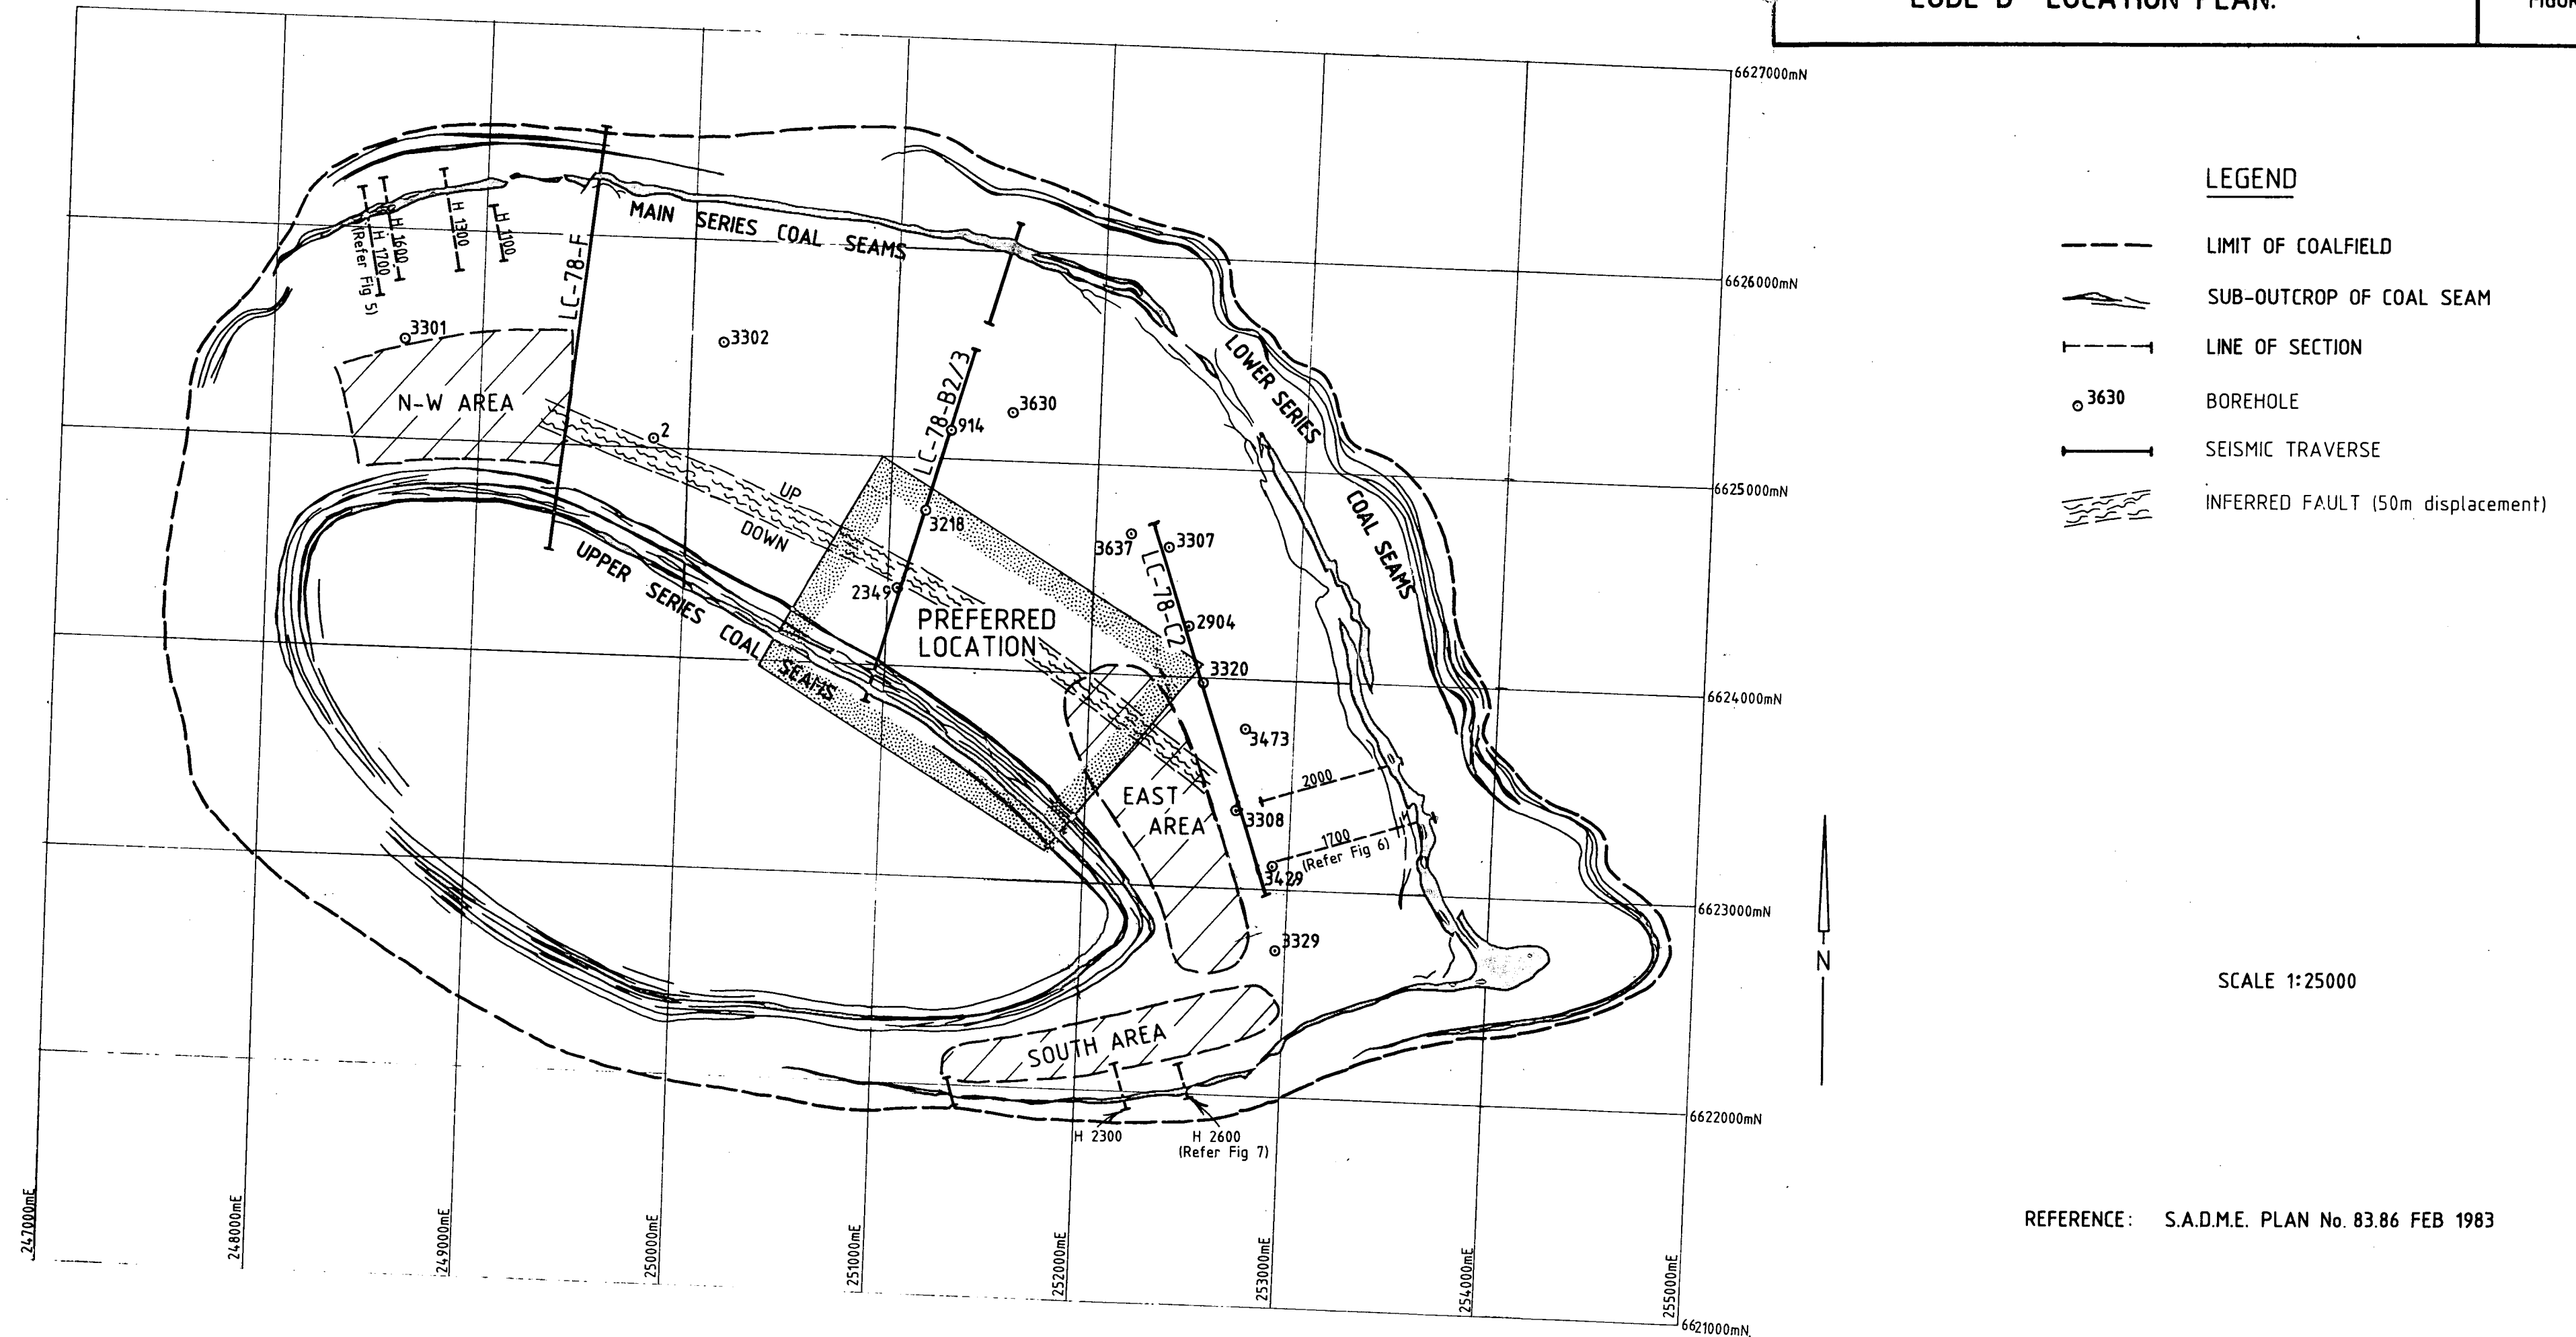 LOCATION PLAN.
6627000mN
LEGEND
LIMIT OF COALFIELD
SUB-OUTCROP OF COAL SEAM
LINE OF SECTION
3630 BOREHOLE
SEISMIC TRAVERSE
INFERRED FAULT (50m displacement)
H 1700
(Refer Fig 5)
H 1600
H 1300
H 1100
LC-78-F
MAIN SERIES COAL SEAMS
6626000mN
3301
3302
LOWER SERIES COAL SEAMS
N-W AREA
LC-78-B2/3
3630
2
914
UP
DOWN
3218
6625000mN
3637
3307
LC-78-C2
UPPER SERIES COAL SEAMS
2349
PREFERRED
LOCATION
2904
3320
6624000mN
3473
2000
EAST
AREA
3308
1700
(Refer Fig 6)
3429
6623000mN
3329
N
SCALE 1:25000
SOUTH AREA
6622000mN
H 2300
H 2600
(Refer Fig 7)
247000mE
248000mE
249000mE
250000mE
251000mE
252000mE
253000mE
254000mE
255000mE
6621000mN.
REFERENCE: S.A.D.M.E. PLAN No. 83.86 FEB 1983